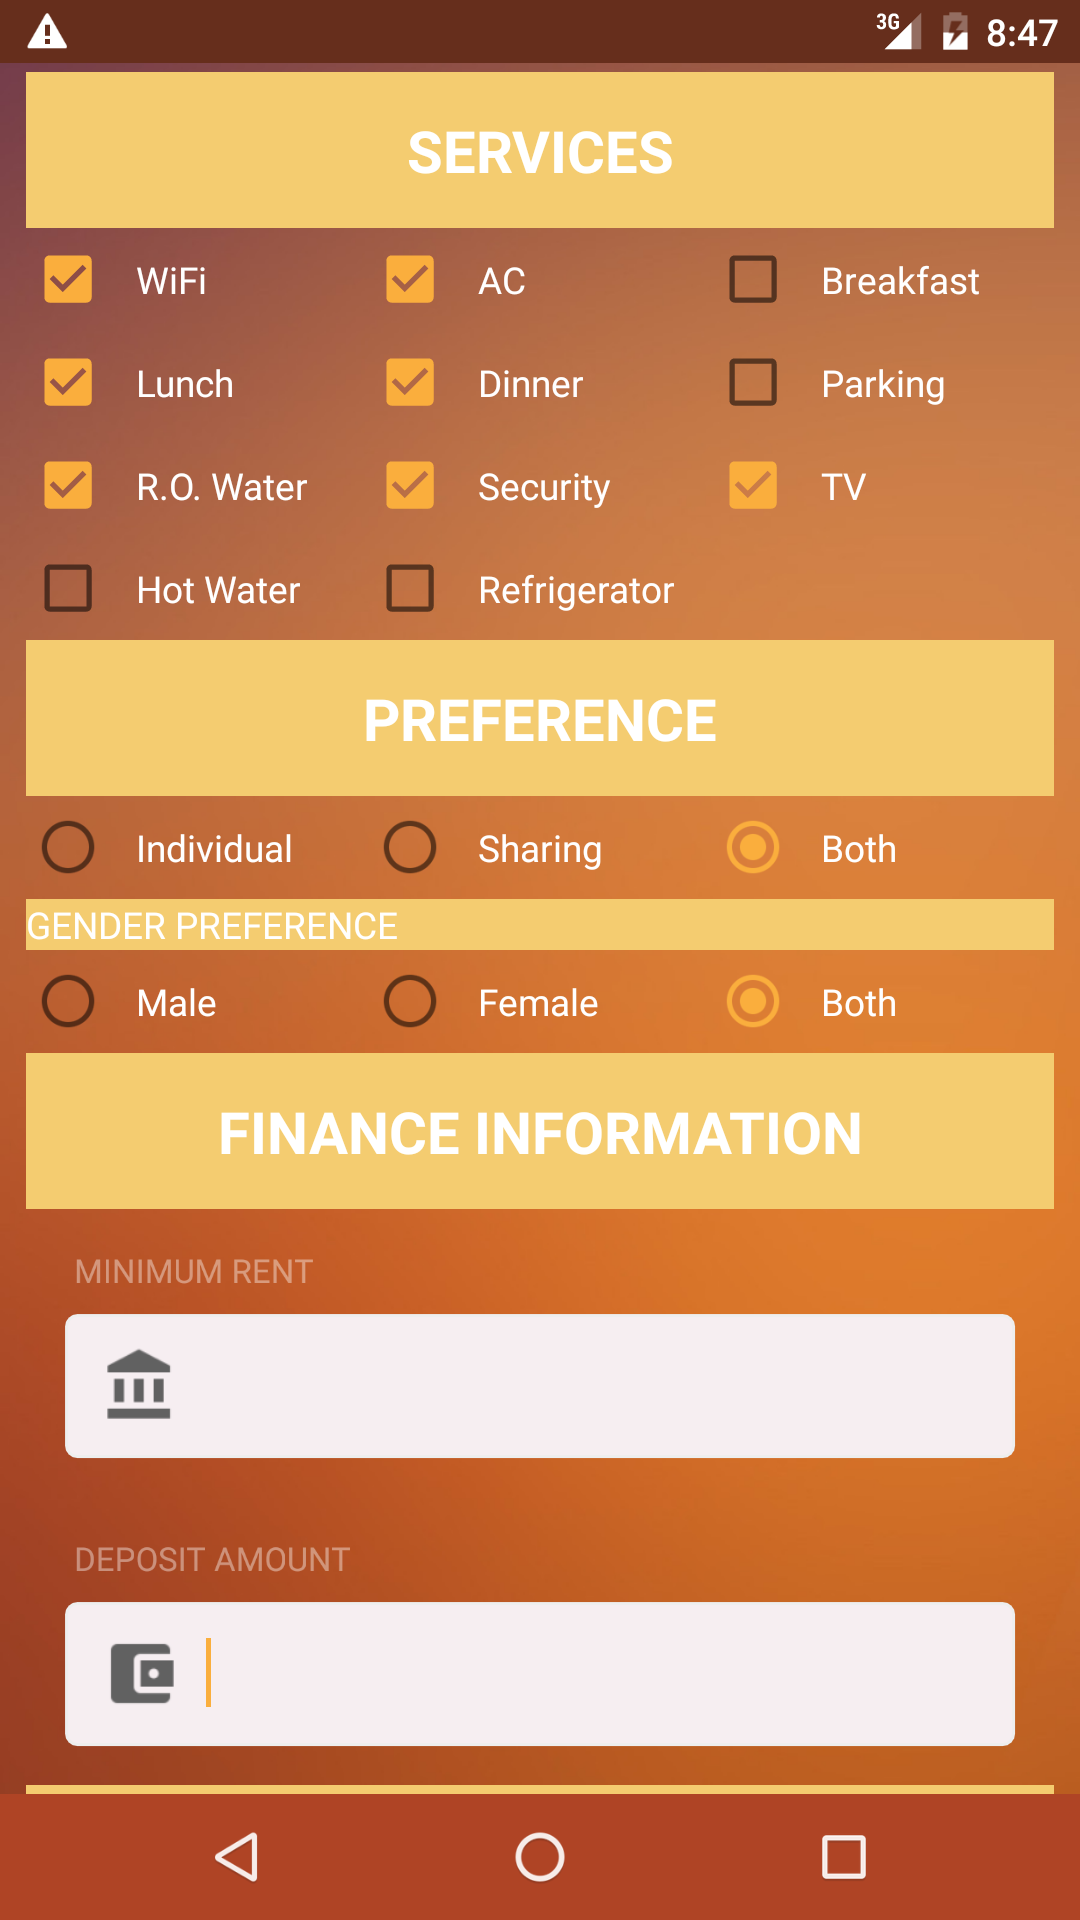 3G 8:47
SERVICES
WiFi AC Breakfast
Lunch Dinner Parking
R.O. Water Security TV
Hot Water Refrigerator
PREFERENCE
Individual Sharing Both
GENDER PREFERENCE
Male Female Both
FINANCE INFORMATION
MINIMUM RENT
DEPOSIT AMOUNT